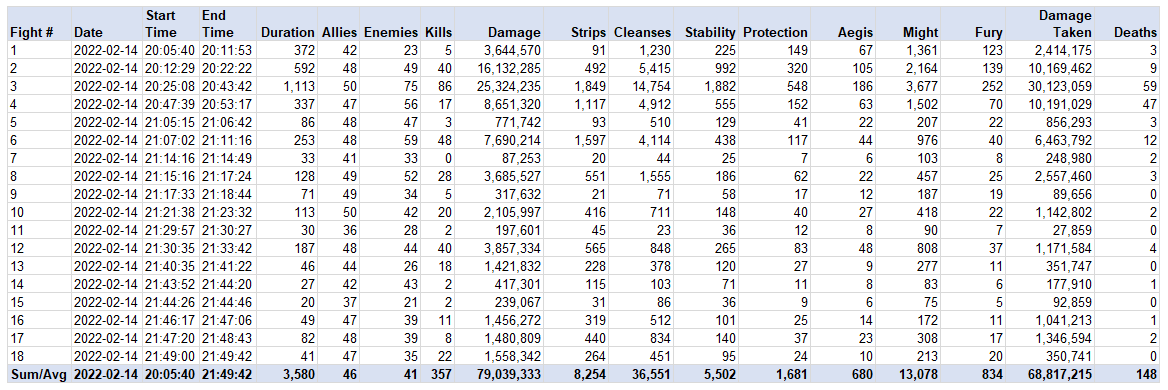 Start End Damage
Fight # Date Time Time Duration Allies Enemies Kills Damage Strips Cleanses Stability Protection Aegis Might Fury Taken Deaths
1 2022-02-14 20:05:40 20:11:53 372 42 23 5 3,644,570 91 1,230 225 149 67 1,361 123 2,414,175 3
2 2022-02-14 20:12:29 20:22:22 592 48 49 40 16,132,285 492 5,415 992 320 105 2,164 139 10,169,462 9
3 2022-02-14 20:25:08 20:43:42 1,113 50 75 86 25,324,235 1,849 14,754 1,882 548 186 3,677 252 30,123,059 59
4 2022-02-14 20:47:39 20:53:17 337 47 56 17 8,651,320 1,117 4,912 555 152 63 1,502 70 10,191,029 47
5 2022-02-14 21:05:15 21:06:42 86 48 47 3 771,742 93 510 129 41 22 207 22 856,293 3
6 2022-02-14 21:07:02 21:11:16 253 48 59 48 7,690,214 1,597 4,114 438 117 44 976 40 6,463,792 12
7 2022-02-14 21:14:16 21:14:49 33 41 33 0 87,253 20 44 25 7 6 103 8 248,980 2
8 2022-02-14 21:15:16 21:17:24 128 49 52 28 3,685,527 551 1,555 186 62 22 457 25 2,557,460 3
9 2022-02-14 21:17:33 21:18:44 71 49 34 5 317,632 21 71 58 17 12 187 19 89,656 0
10 2022-02-14 21:21:38 21:23:32 113 50 42 20 2,105,997 416 711 148 40 27 418 22 1,142,802 2
11 2022-02-14 21:29:57 21:30:27 30 36 28 2 197,601 45 23 36 12 8 90 7 27,859 0
12 2022-02-14 21:30:35 21:33:42 187 48 44 40 3,857,334 565 848 265 83 48 808 37 1,171,584 4
13 2022-02-14 21:40:35 21:41:22 46 44 26 18 1,421,832 228 378 120 27 9 277 11 351,747 0
14 2022-02-14 21:43:52 21:44:20 27 42 43 2 417,301 115 103 71 11 8 83 6 177,910 1
15 2022-02-14 21:44:26 21:44:46 20 37 21 2 239,067 31 86 36 9 6 75 5 92,859 0
16 2022-02-14 21:46:17 21:47:06 49 47 39 11 1,456,272 319 512 101 25 14 172 11 1,041,213 1
17 2022-02-14 21:47:20 21:48:43 82 48 39 8 1,480,809 440 834 140 37 23 308 17 1,346,594 2
18 2022-02-14 21:49:00 21:49:42 41 47 35 22 1,558,342 264 451 95 24 10 213 20 350,741 0
Sum/Avg 2022-02-14 20:05:40 21:49:42 3,580 46 41 357 79,039,333 8,254 36,551 5,502 1,681 680 13,078 834 68,817,215 148